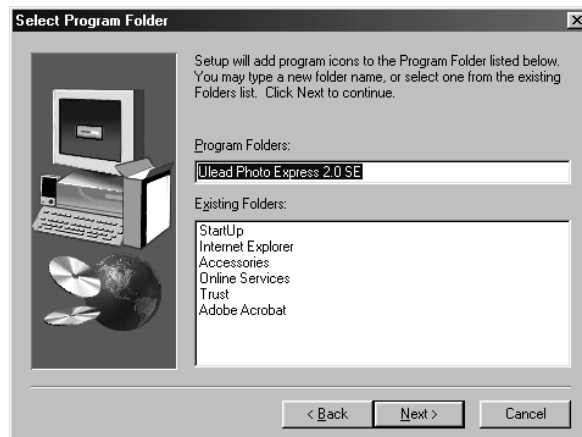 Select Program Folder
Setup will add program icons to the Program Folder listed below.
You may type a new folder name, or select one from the existing
Folders list. Click Next to continue.
Program Folders:
Ulead Photo Express 2.0 SE
Existing Folders:
StartUp
Internet Explorer
Accessories
Online Services
Trust
Adobe Acrobat
< Back
Next >
Cancel